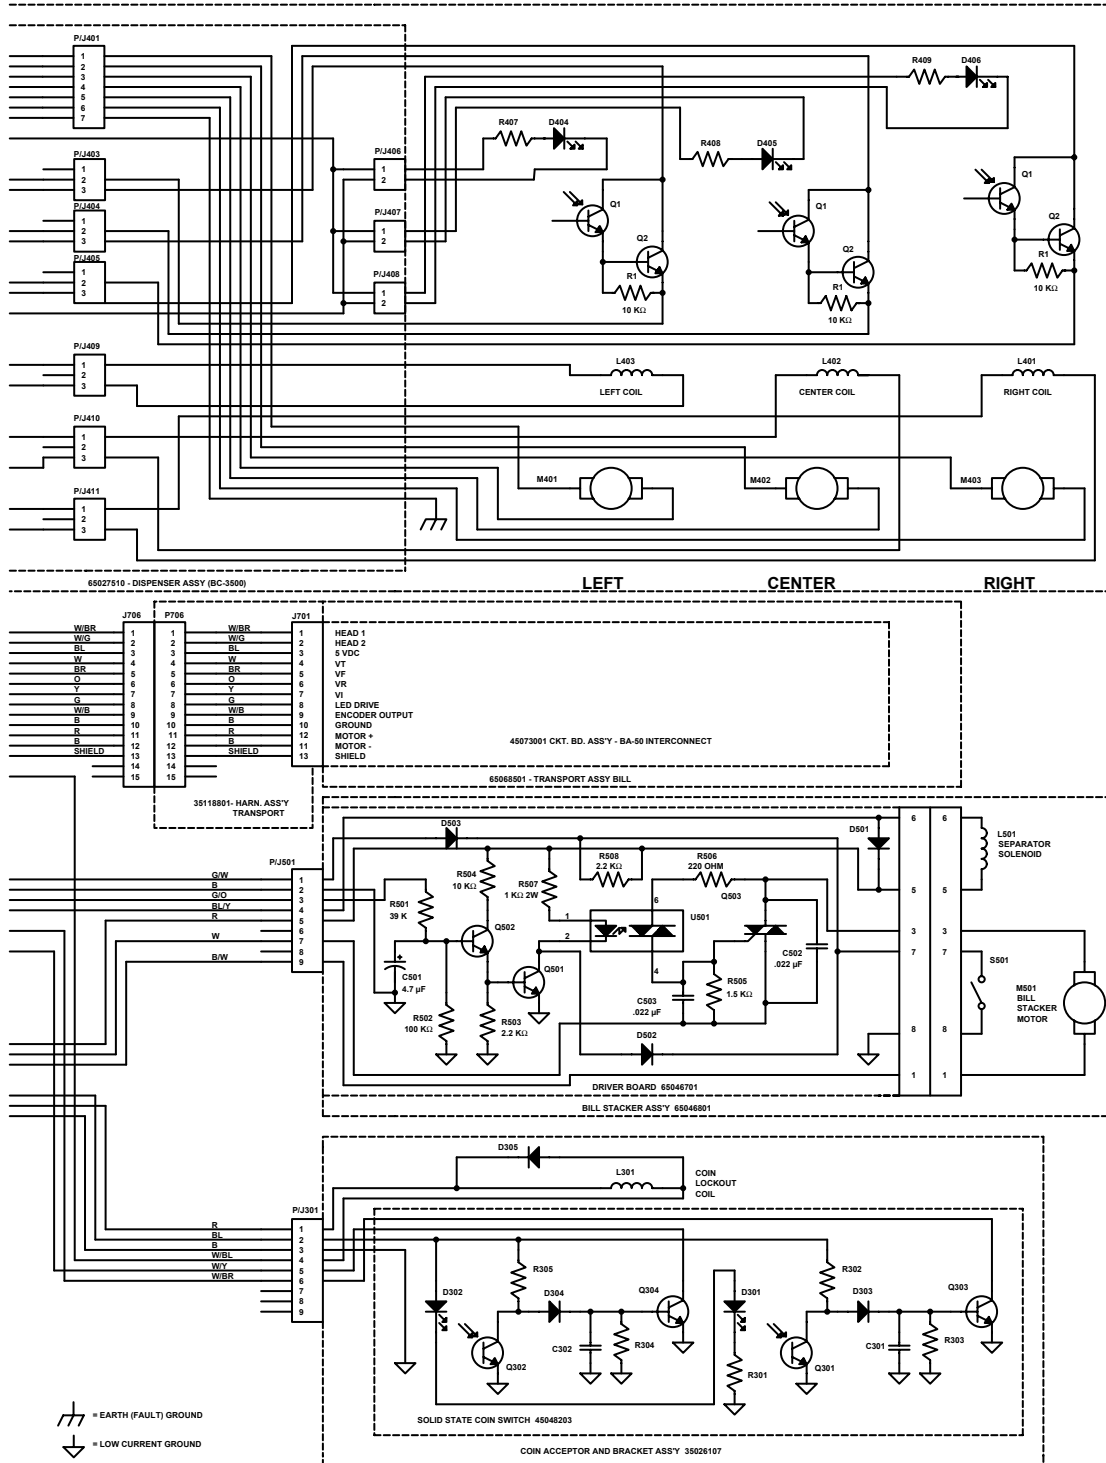 P/J401
1
2
3
4
5
6
7
P/J403
1
2
3
P/J404
1
2
3
P/J405
1
2
3
P/J406
1
2
P/J407
1
2
P/J408
1
2
R407
D404
R408
D405
R409
D406
Q1
Q2
R1
10 KΩ
Q1
Q2
R1
10 KΩ
Q1
Q2
R1
10 KΩ
P/J409
1
2
3
P/J410
1
2
3
P/J411
1
2
3
L403
LEFT COIL
L402
CENTER COIL
L401
RIGHT COIL
M401
M402
M403
65027510 - DISPENSER ASSY (BC-3500)
LEFT
CENTER
RIGHT
J706
P706
J701
W/BR 1 1 W/BR 1 HEAD 1
W/G 2 2 W/G 2 HEAD 2
BL 3 3 BL 3 5 VDC
W 4 4 W 4 VT
BR 5 5 BR 5 VF
O 6 6 O 6 VR
Y 7 7 Y 7 VI
G 8 8 G 8 LED DRIVE
W/B 9 9 W/B 9 ENCODER OUTPUT
B 10 10 B 10 GROUND
R 11 11 R 12 MOTOR +
B 12 12 B 11 MOTOR -
SHIELD 13 13 SHIELD 13 SHIELD
14 14
15 15
45073001 CKT. BD. ASS'Y - BA-50 INTERCONNECT
65068501 - TRANSPORT ASSY BILL
35118801- HARN. ASS'Y
TRANSPORT
P/J501
G/W 1
B 2
G/O 3
BL/Y 4
R 5
6
W 7
8
B/W 9
D503
R504
10 KΩ
R507
1 KΩ 2W
R508
2.2 KΩ
R506
220 OHM
Q503
D501
R501
39 K
Q502
C501
4.7 µF
+
R502
100 KΩ
R503
2.2 KΩ
Q501
1
2
6
4
U501
C503
.022 µF
R505
1.5 KΩ
C502
.022 µF
D502
6 6
5 5
3 3
7 7
8 8
1 1
L501
SEPARATOR
SOLENOID
S501
M501
BILL
STACKER
MOTOR
DRIVER BOARD 65046701
BILL STACKER ASS'Y 65046801
D305
L301
COIN
LOCKOUT
COIL
P/J301
R 1
BL 2
B 3
W/BL 4
W/Y 5
W/BR 6
7
8
9
D302
R305
D304
Q304
Q302
C302
R304
D301
R301
R302
D303
Q303
Q301
C301
R303
SOLID STATE COIN SWITCH 45048203
COIN ACCEPTOR AND BRACKET ASS'Y 35026107
= EARTH (FAULT) GROUND
= LOW CURRENT GROUND